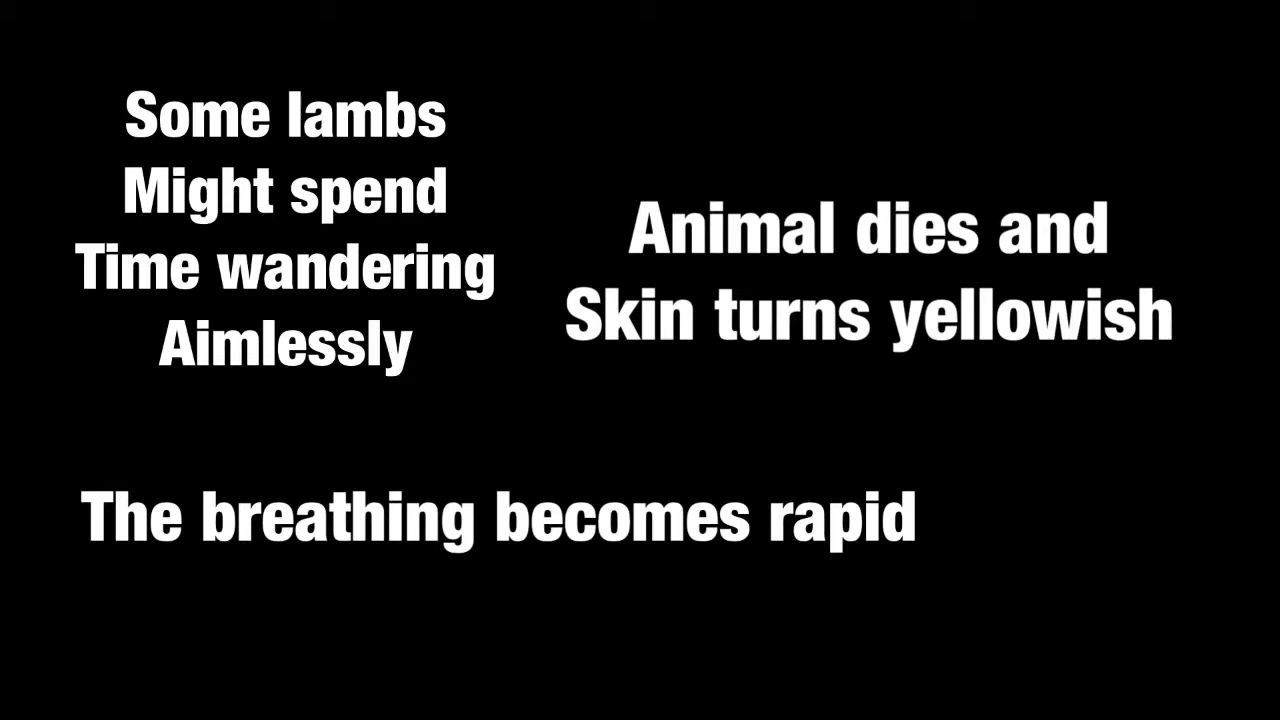 Some lambs
Might spend
Time wandering
Aimlessly
Animal dies and
Skin turns yellowish
The breathing becomes rapid